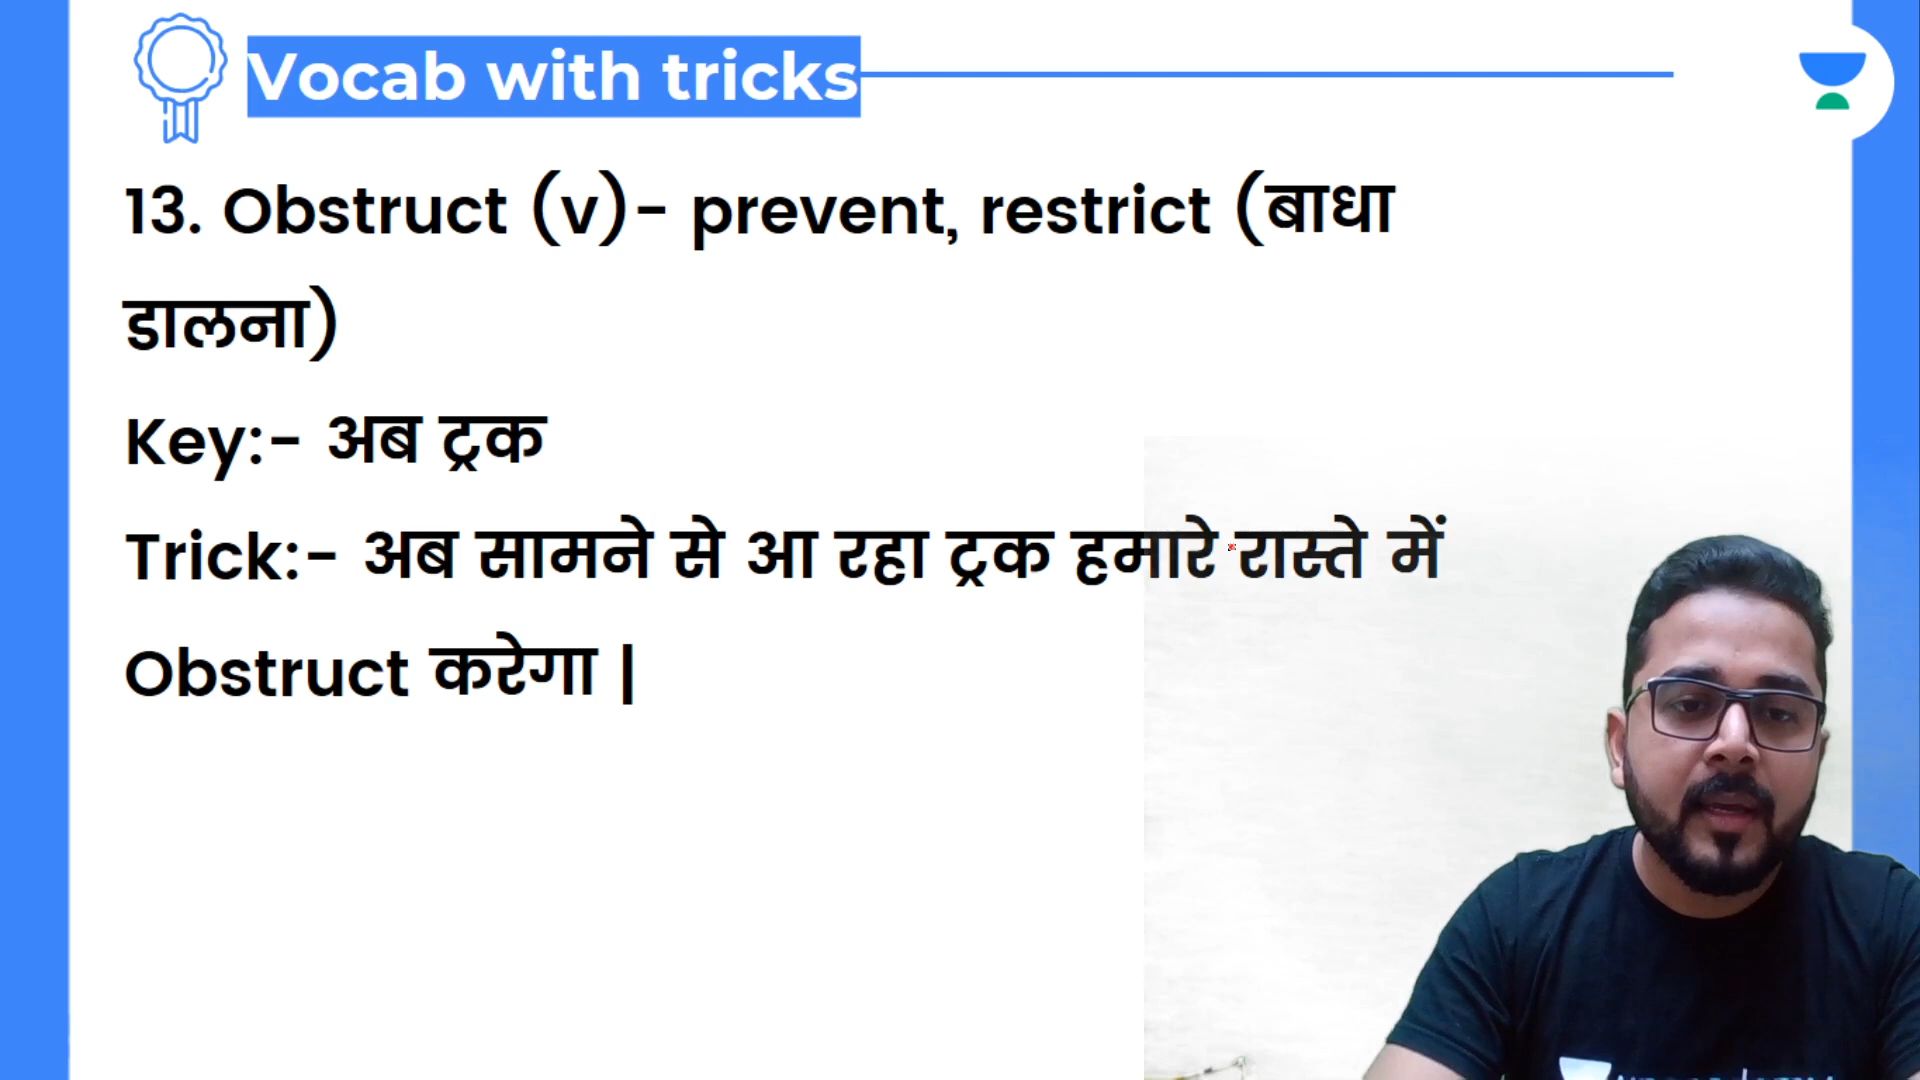 Vocab with tricks
13. Obstruct (v)- prevent, restrict (बाधा
डालना)
Key:- अब ट्रक
Trick:- अब सामने से आ रहा ट्रक हमारे रास्ते में
Obstruct करेगा |